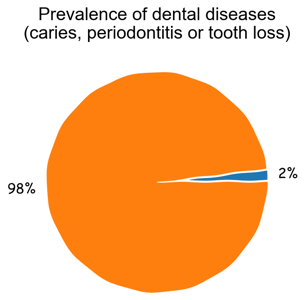 Prevalence of dental diseases
(caries, periodontitis or tooth loss)
2%
98%